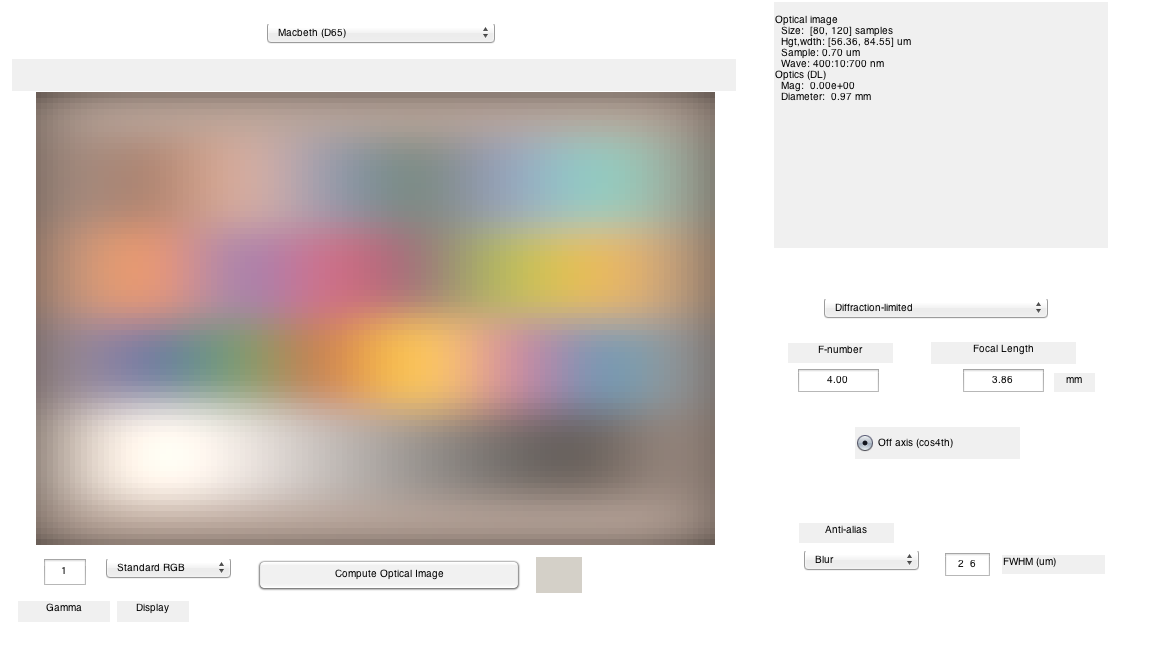 Macbeth (D65)
Optical image
Size: [80, 120] samples
Hgt,wdth: [56.36, 84.55] um
Sample: 0.70 um
Wave: 400:10:700 nm
Optics (DL)
Mag: 0.00e+00
Diameter: 0.97 mm
Diffraction-limited
F-number
Focal Length
4.00
3.86
mm
Off axis (cos4th)
Anti-alias
Blur
2 6
FWHM (um)
1
Standard RGB
Compute Optical Image
Gamma
Display